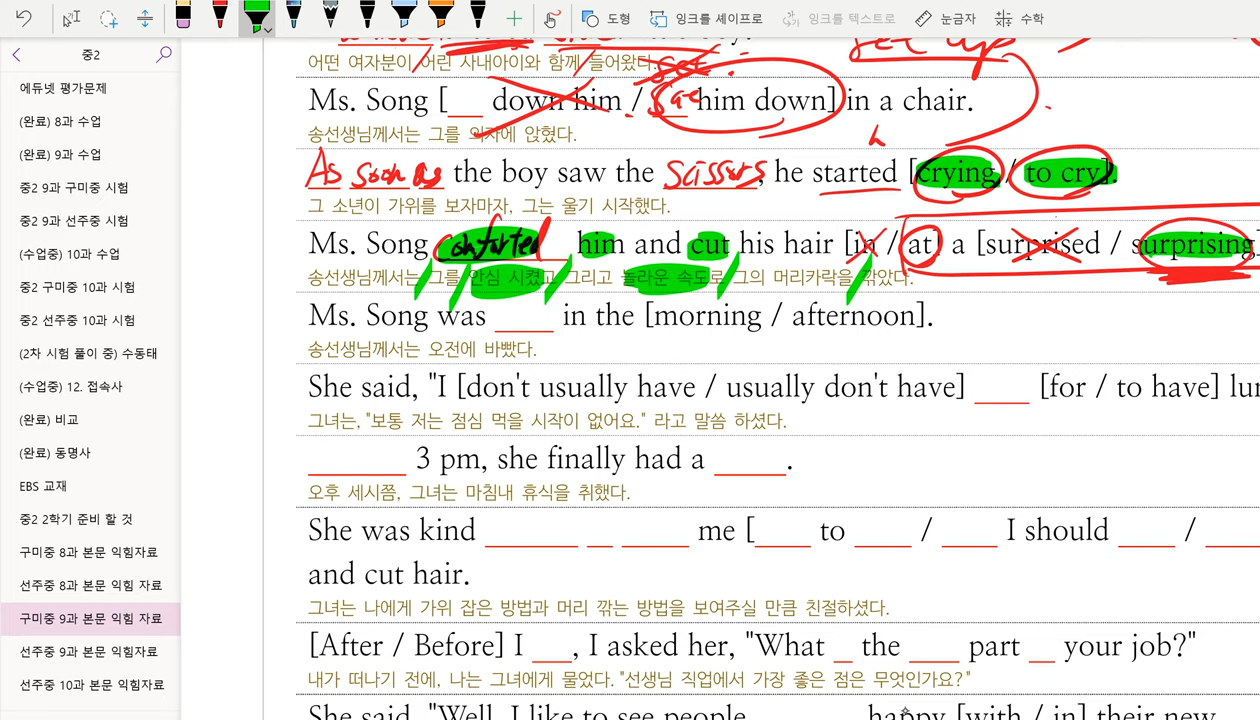 도형 잉크를 셰이프로 잉크를 텍스트로 눈금자 수학
중2
에듀넷 평가문제
(완료) 8과 수업
(완료) 9과 수업
중2 9과 구미중 시험
중2 9과 선주중 시험
(수업중) 10과 수업
중2 구미중 10과 시험
중2 선주중 10과 시험
(2차 시험 풀이 중) 수동태
(수업중) 12. 접속사
(완료) 비교
(완료) 동명사
EBS 교재
중2 2학기 준비 할 것
구미중 8과 본문 익힘자료
선주중 8과 본문 익힘 자료
구미중 9과 본문 익힘 자료
선주중 9과 본문 익힘자료
선주중 10과 본문 익힘자료
set up
어떤 여자분이 어린 사내아이와 함께 들어왔다.
Ms. Song [__ down him / sat him down] in a chair.
송선생님께서는 그를 의자에 앉혔다.
As soon as the boy saw the scissors, he started [crying / to cry].
그 소년이 가위를 보자마자, 그는 울기 시작했다.
Ms. Song comforted him and cut his hair [in / at] a [surprised / surprising]
송선생님께서는 그를 안심 시켰고 그리고 놀라운 속도로 그의 머리카락을 깎았다.
Ms. Song was ____ in the [morning / afternoon].
송선생님께서는 오전에 바빴다.
She said, "I [don't usually have / usually don't have] ____ [for / to have] lun
그녀는, "보통 저는 점심 먹을 시작이 없어요." 라고 말씀 하셨다.
_______ 3 pm, she finally had a _____.
오후 세시쯤, 그녀는 마침내 휴식을 취했다.
She was kind _______ __ _____ me [____ to ____ / ____ I should ____ / ____
and cut hair.
그녀는 나에게 가위 잡은 방법과 머리 깎는 방법을 보여주실 만큼 친절하셨다.
[After / Before] I ___, I asked her, "What _ the ____ part __ your job?"
내가 떠나기 전에, 나는 그녀에게 물었다. "선생님 직업에서 가장 좋은 점은 무엇인가요?"
She said, "Well, I like to see people ________ happy [with / in] their new